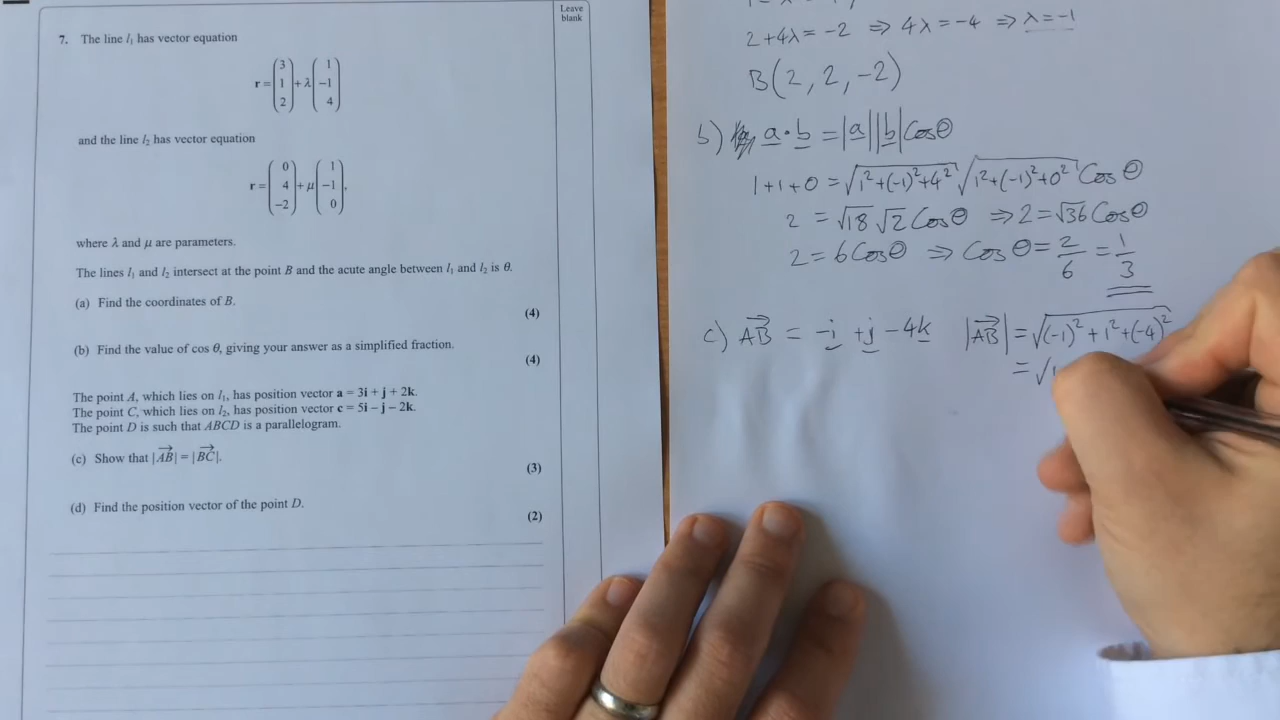 Leave
blank
7. The line l₁ has vector equation
r = (3 1 2) + λ (1 −1 4)
and the line l₂ has vector equation
r = (0 4 −2) + μ (1 −1 0),
where λ and μ are parameters.
The lines l₁ and l₂ intersect at the point B and the acute angle between l₁ and l₂ is θ.
(a) Find the coordinates of B.
(4)
(b) Find the value of cos θ, giving your answer as a simplified fraction.
(4)
The point A, which lies on l₁, has position vector a = 3i + j + 2k.
The point C, which lies on l₂, has position vector c = 5i − j − 2k.
The point D is such that ABCD is a parallelogram.
(c) Show that |AB→| = |BC→|.
(3)
(d) Find the position vector of the point D.
(2)
2+4λ = −2 ⇒ 4λ = −4 ⇒ λ = −1
B(2, 2, −2)
b) a · b = |a||b| Cosθ
1+1+0 = √(1²+(−1)²+4²) √(1²+(−1)²+0²) Cosθ
2 = √18 √2 Cosθ ⇒ 2 = √36 Cosθ
2 = 6Cosθ ⇒ Cosθ = 2/6 = 1/3
c) AB→ = −i + j − 4k |AB→| = √((−1)² + 1² + (−4)²)
= √1